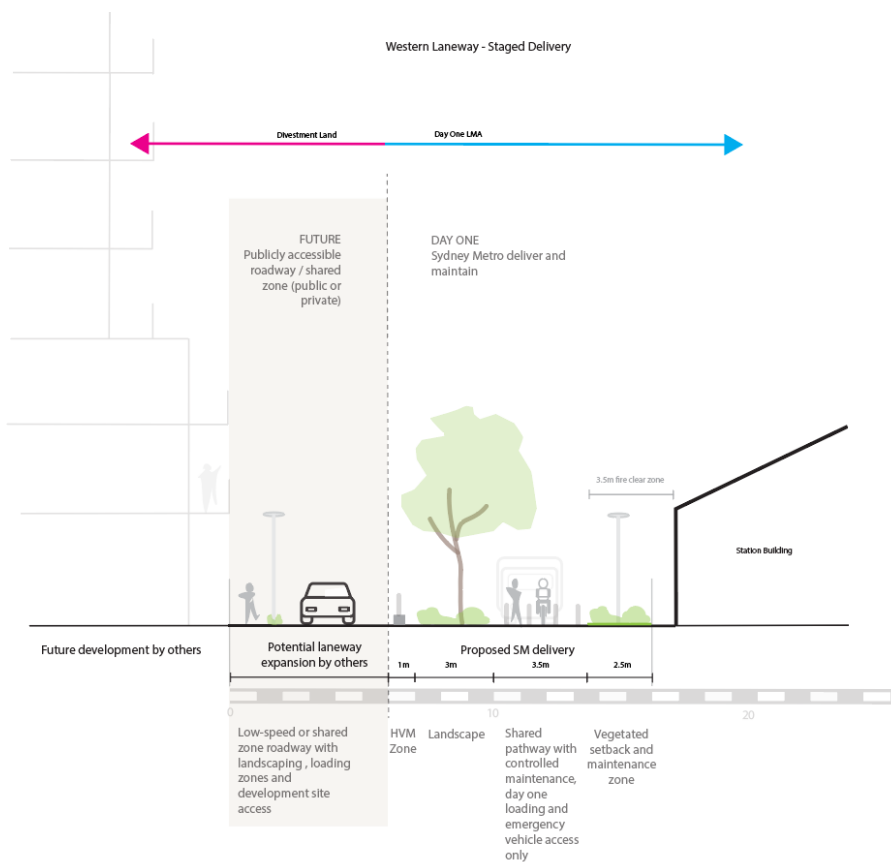 Western Laneway - Staged Delivery
Divestment Land
Day One LMA
FUTURE
Publicly accessible
roadway / shared
zone (public or
private)
DAY ONE
Sydney Metro deliver and
maintain
3.5m fire clear zone
Station Building
Future development by others
Potential laneway
expansion by others
Proposed SM delivery
1m
3m
3.5m
2.5m
0
10
20
Low-speed or shared
zone roadway with
landscaping , loading
zones and
development site
access
HVM
Zone
Landscape
Shared
pathway with
controlled
maintenance,
day one
loading and
emergency
vehicle access
only
Vegetated
setback and
maintenance
zone